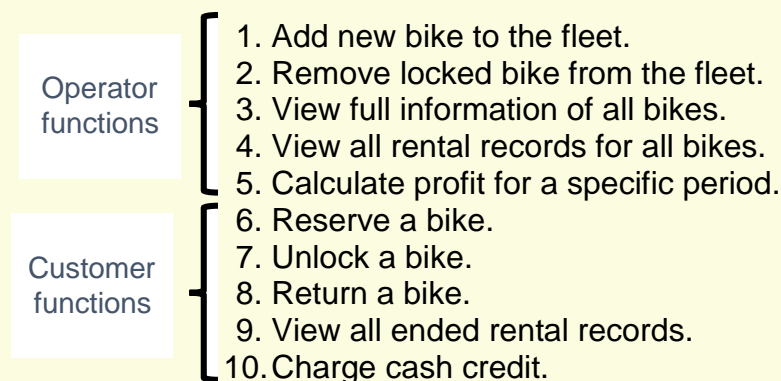 Operator
functions
1. Add new bike to the fleet.
2. Remove locked bike from the fleet.
3. View full information of all bikes.
4. View all rental records for all bikes.
5. Calculate profit for a specific period.
Customer
functions
6. Reserve a bike.
7. Unlock a bike.
8. Return a bike.
9. View all ended rental records.
10.Charge cash credit.